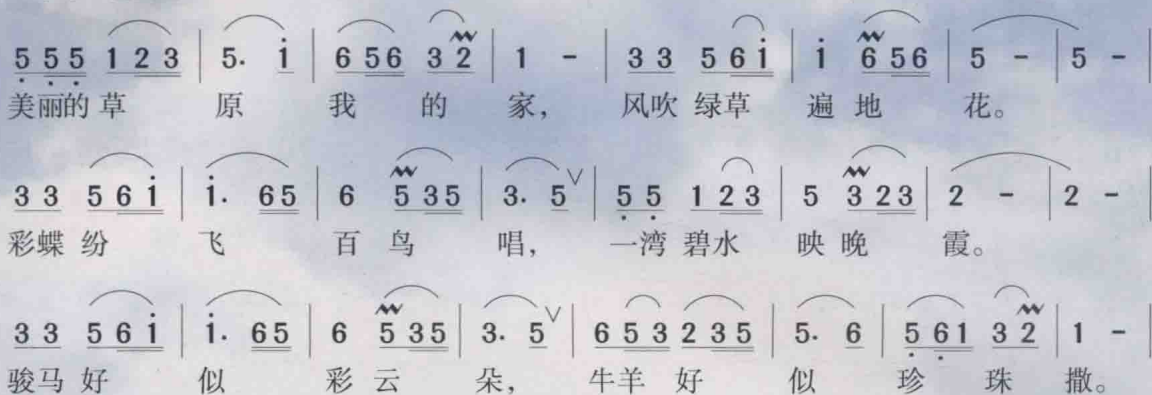 5 5 5 1 2 3 | 5. i | 6 5 6 3 2 | 1 - | 3 3 5 6 i | i 6 5 6 | 5 - | 5 - |
美丽的草 原 我 的 家， 风吹 绿草 遍 地 花。
3 3 5 6 i | i. 6 5 | 6 5 3 5 | 3. 5 ∨ | 5 5 1 2 3 | 5 3 2 3 | 2 - | 2 - |
彩蝶 纷 飞 百 鸟 唱， 一湾 碧水 映 晚 霞。
3 3 5 6 i | i. 6 5 | 6 5 3 5 | 3. 5 ∨ | 6 5 3 2 3 5 | 5. 6 | 5 6 1 3 2 | 1 - |
骏马 好 似 彩 云 朵， 牛羊 好 似 珍 珠 撒。